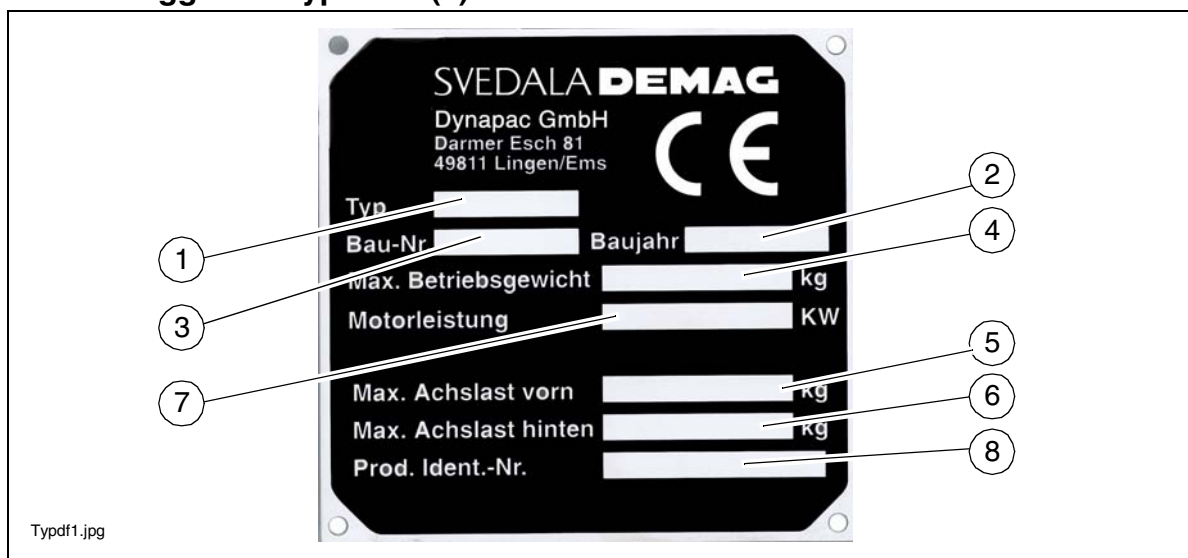 SVEDALA DEMAG
Dynapac GmbH
Darmer Esch 81
49811 Lingen/Ems
CE
Typ
Bau-Nr Baujahr
Max. Betriebsgewicht kg
Motorleistung KW
Max. Achslast vorn kg
Max. Achslast hinten kg
Prod. Ident.-Nr.
1
2
3
4
5
6
7
8
Typdf1.jpg